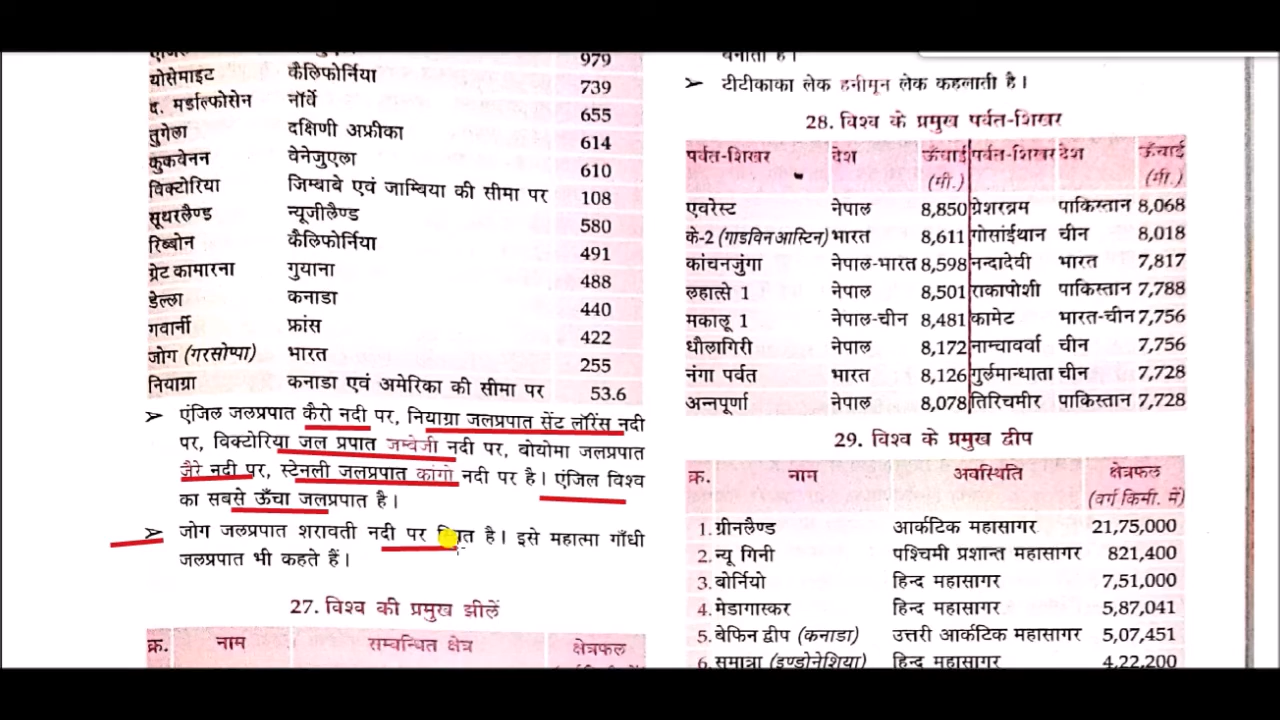 979
योसेमाइट कैलिफोर्निया 739
द. मर्डाल्फोसेन नॉर्वे 655
तुगेला दक्षिणी अफ्रीका 614
कुकवेनन वेनेजुएला 610
विक्टोरिया जिम्बाबे एवं जाम्बिया की सीमा पर 108
सूथरलैण्ड न्यूजीलैण्ड 580
रिब्बोन कैलिफोर्निया 491
ग्रेट कामारना गुयाना 488
डेल्ला कनाडा 440
गवार्नी फ्रांस 422
जोग (गरसोप्पा) भारत 255
नियाग्रा कनाडा एवं अमेरिका की सीमा पर 53.6
➢ एंजिल जलप्रपात कैरो नदी पर, नियाग्रा जलप्रपात सेंट लॉरेंस नदी
पर, विक्टोरिया जल प्रपात जम्बेजी नदी पर, वोयोमा जलप्रपात
जैरे नदी पर, स्टेनली जलप्रपात कांगो नदी पर है। एंजिल विश्व
का सबसे ऊँचा जलप्रपात है।
➢ जोग जलप्रपात शरावती नदी पर है। इसे महात्मा गाँधी
जलप्रपात भी कहते हैं।
27. विश्व की प्रमुख झीलें
क्र. नाम सम्बन्धित क्षेत्र क्षेत्रफल
बनाता है।
➢ टीटीकाका लेक हनीमून लेक कहलाती है।
28. विश्व के प्रमुख पर्वत-शिखर
पर्वत-शिखर देश ऊँचाई पर्वत-शिखर देश ऊँचाई
(मी.) (मी.)
एवरेस्ट नेपाल 8,850 ग्रेशरब्रम पाकिस्तान 8,068
के-2 (गाडविन आस्टिन) भारत 8,611 गोसांईथान चीन 8,018
कांचनजुंगा नेपाल-भारत 8,598 नन्दादेवी भारत 7,817
लहात्से 1 नेपाल 8,501 राकापोशी पाकिस्तान 7,788
मकालू 1 नेपाल-चीन 8,481 कामेट भारत-चीन 7,756
धौलागिरी नेपाल 8,172 नाम्चावर्वा चीन 7,756
नंगा पर्वत भारत 8,126 गुर्लमान्धाता चीन 7,728
अन्नपूर्णा नेपाल 8,078 तिरिचमीर पाकिस्तान 7,728
29. विश्व के प्रमुख द्वीप
क्र. नाम अवस्थिति क्षेत्रफल
(वर्ग किमी. में)
1. ग्रीनलैण्ड आर्कटिक महासागर 21,75,000
2. न्यू गिनी पश्चिमी प्रशान्त महासागर 821,400
3. बोर्नियो हिन्द महासागर 7,51,000
4. मेडागास्कर हिन्द महासागर 5,87,041
5. बेफिन द्वीप (कनाडा) उत्तरी आर्कटिक महासागर 5,07,451
6. सुमात्रा (इण्डोनेशिया) हिन्द महासागर 4,22,200